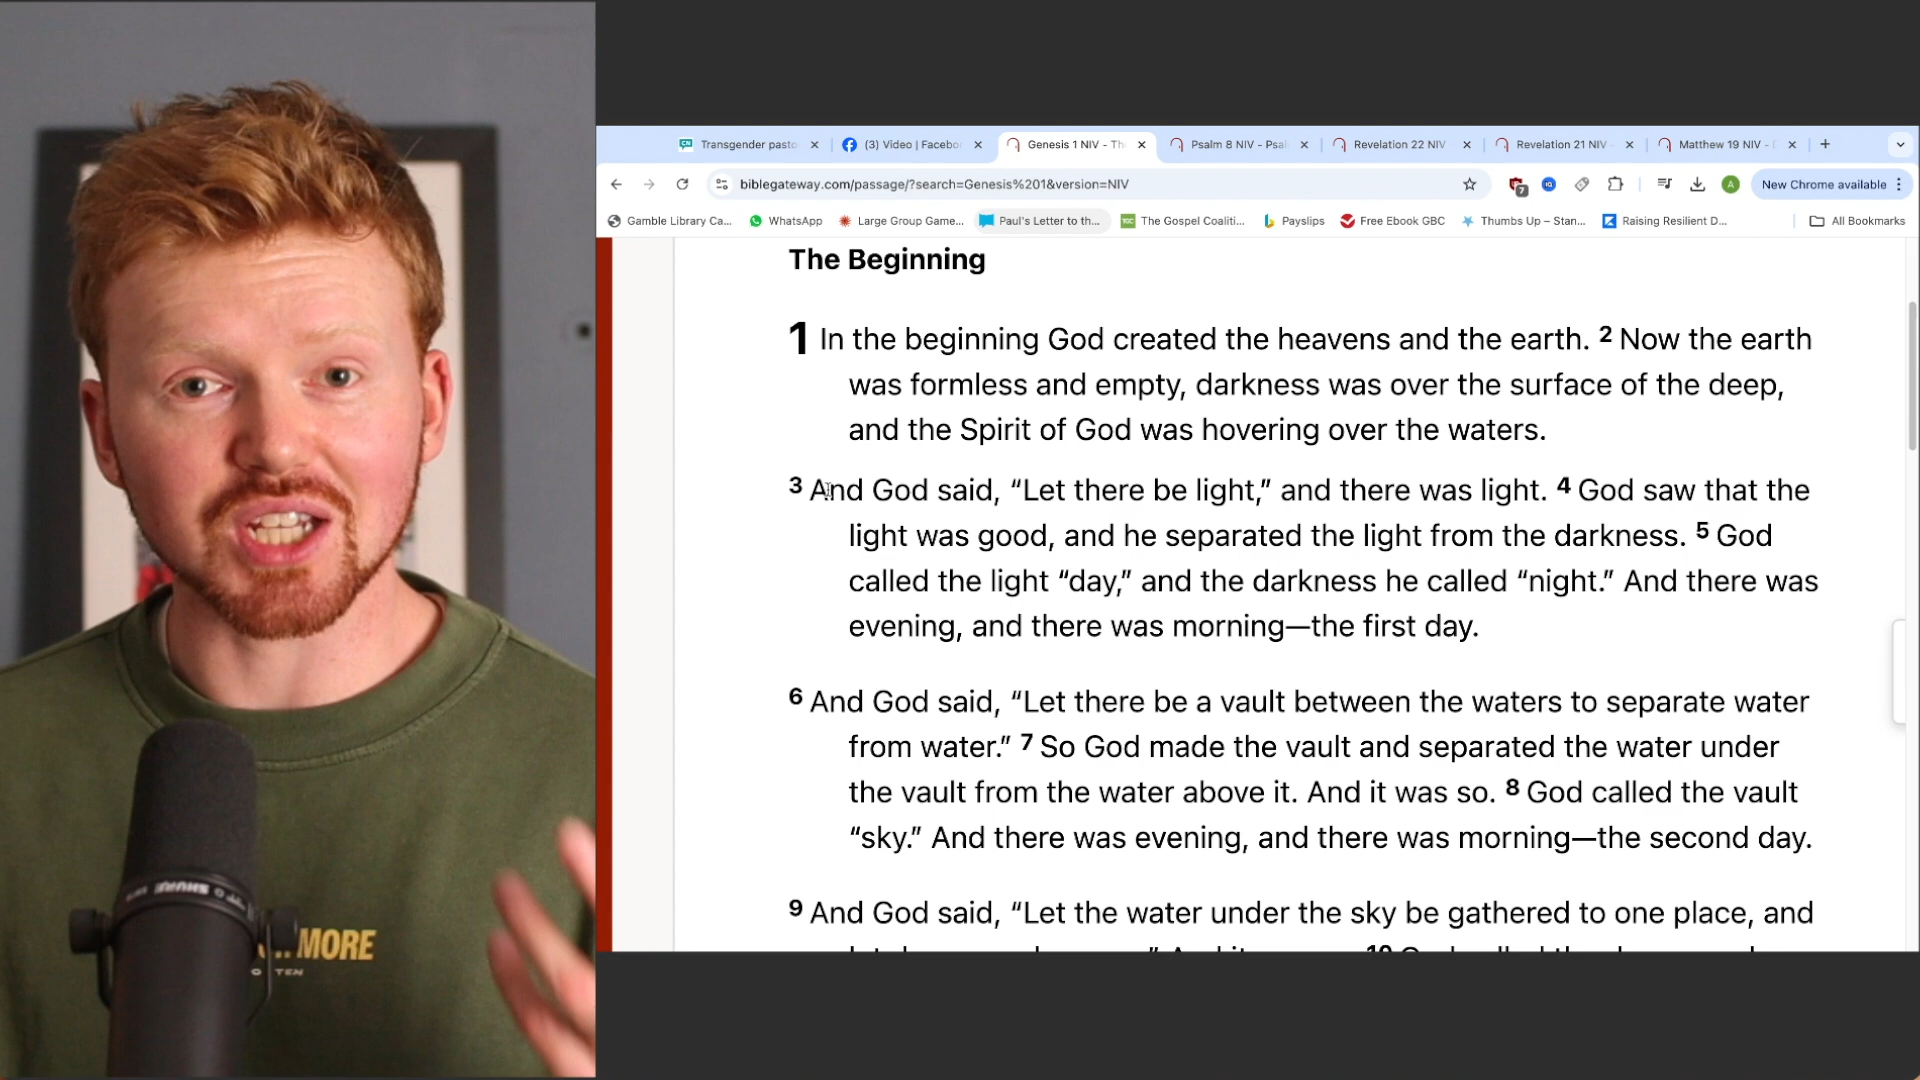 Transgender pasto
(3) Video | Facebo
Genesis 1 NIV - Th
Psalm 8 NIV - Psa
Revelation 22 NIV
Revelation 21 NIV -
Matthew 19 NIV -
biblegateway.com/passage/?search=Genesis%201&version=NIV
7
A
New Chrome available
Gamble Library Ca...
WhatsApp
Large Group Game...
Paul's Letter to th...
TGC
The Gospel Coaliti...
Payslips
Free Ebook GBC
Thumbs Up – Stan...
Raising Resilient D...
All Bookmarks
The Beginning
1 In the beginning God created the heavens and the earth. 2 Now the earth
was formless and empty, darkness was over the surface of the deep,
and the Spirit of God was hovering over the waters.
3 And God said, “Let there be light,” and there was light. 4 God saw that the
light was good, and he separated the light from the darkness. 5 God
called the light “day,” and the darkness he called “night.” And there was
evening, and there was morning—the first day.
6 And God said, “Let there be a vault between the waters to separate water
from water.” 7 So God made the vault and separated the water under
the vault from the water above it. And it was so. 8 God called the vault
“sky.” And there was evening, and there was morning—the second day.
9 And God said, “Let the water under the sky be gathered to one place, and
SHURE
MORE
TEN